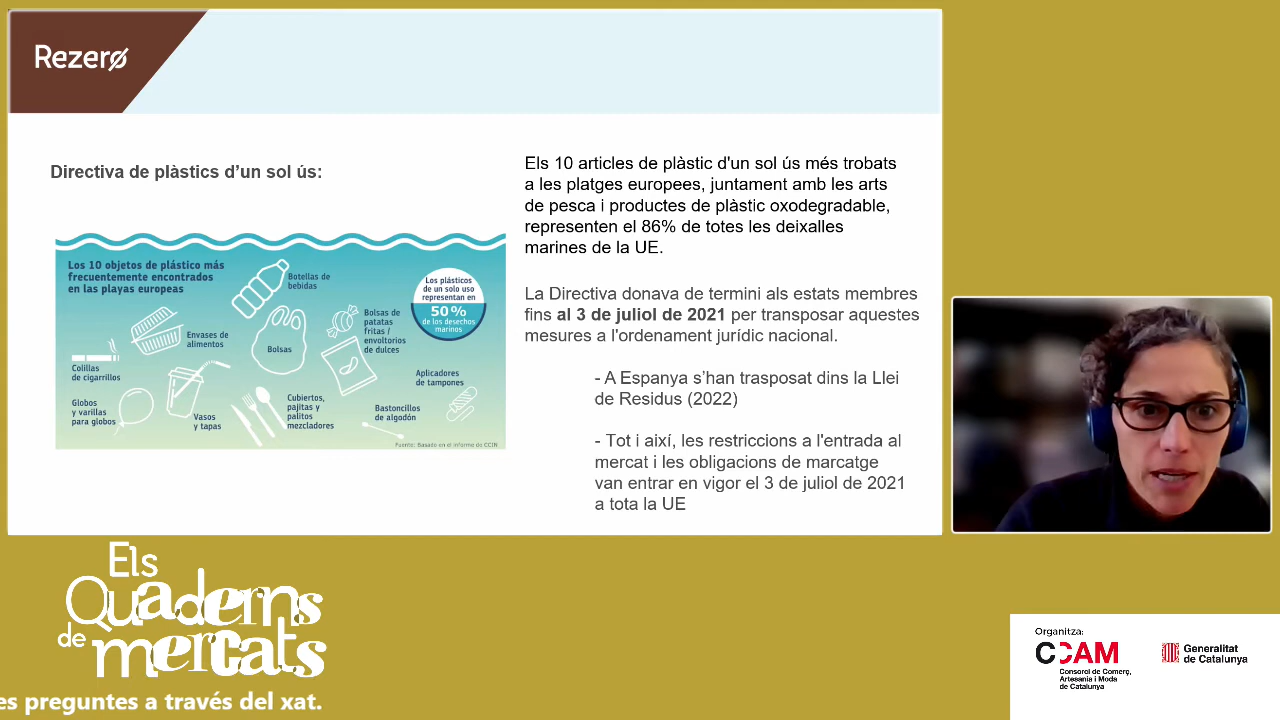 Rezero
Directiva de plàstics d'un sol ús:
Los 10 objetos de plástico más
frecuentemente encontrados
en las playas europeas
Botellas de
bebidas
Los plásticos
de un solo uso
representan en
50%
de los desechos
marinos
Envases de
alimentos
Bolsas
Bolsas de
patatas
fritas /
envoltorios
de dulces
Colillas
de cigarrillos
Aplicadores
de tampones
Globos
y varillas
para globos
Vasos
y tapas
Cubiertos,
pajitas y
palitos
mezcladores
Bastoncillos
de algodón
Fuente: Basado en el informe de CCIN
Els 10 articles de plàstic d'un sol ús més trobats
a les platges europees, juntament amb les arts
de pesca i productes de plàstic oxodegradable,
representen el 86% de totes les deixalles
marines de la UE.
La Directiva donava de termini als estats membres
fins al 3 de juliol de 2021 per transposar aquestes
mesures a l'ordenament jurídic nacional.
- A Espanya s'han trasposat dins la Llei
de Residus (2022)
- Tot i així, les restriccions a l'entrada al
mercat i les obligacions de marcatge
van entrar en vigor el 3 de juliol de 2021
a tota la UE
Els
Quaderns
de mercats
es preguntes a través del xat.
Organitza:
CCAM
Consorci de Comerç,
Artesania i Moda
de Catalunya
Generalitat
de Catalunya